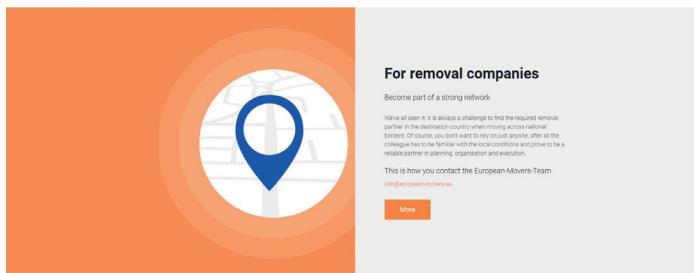 For removal companies
Become part of a strong network
We've all seen it: it is always a challenge to find the required removal
partner in the destination country when moving across national
borders. Of course, you don't want to rely on just anyone, after all the
colleague has to be familiar with the local conditions and prove to be a
reliable partner in planning, organisation and execution.
This is how you contact the European-Movers-Team
info@european-movers.eu
More